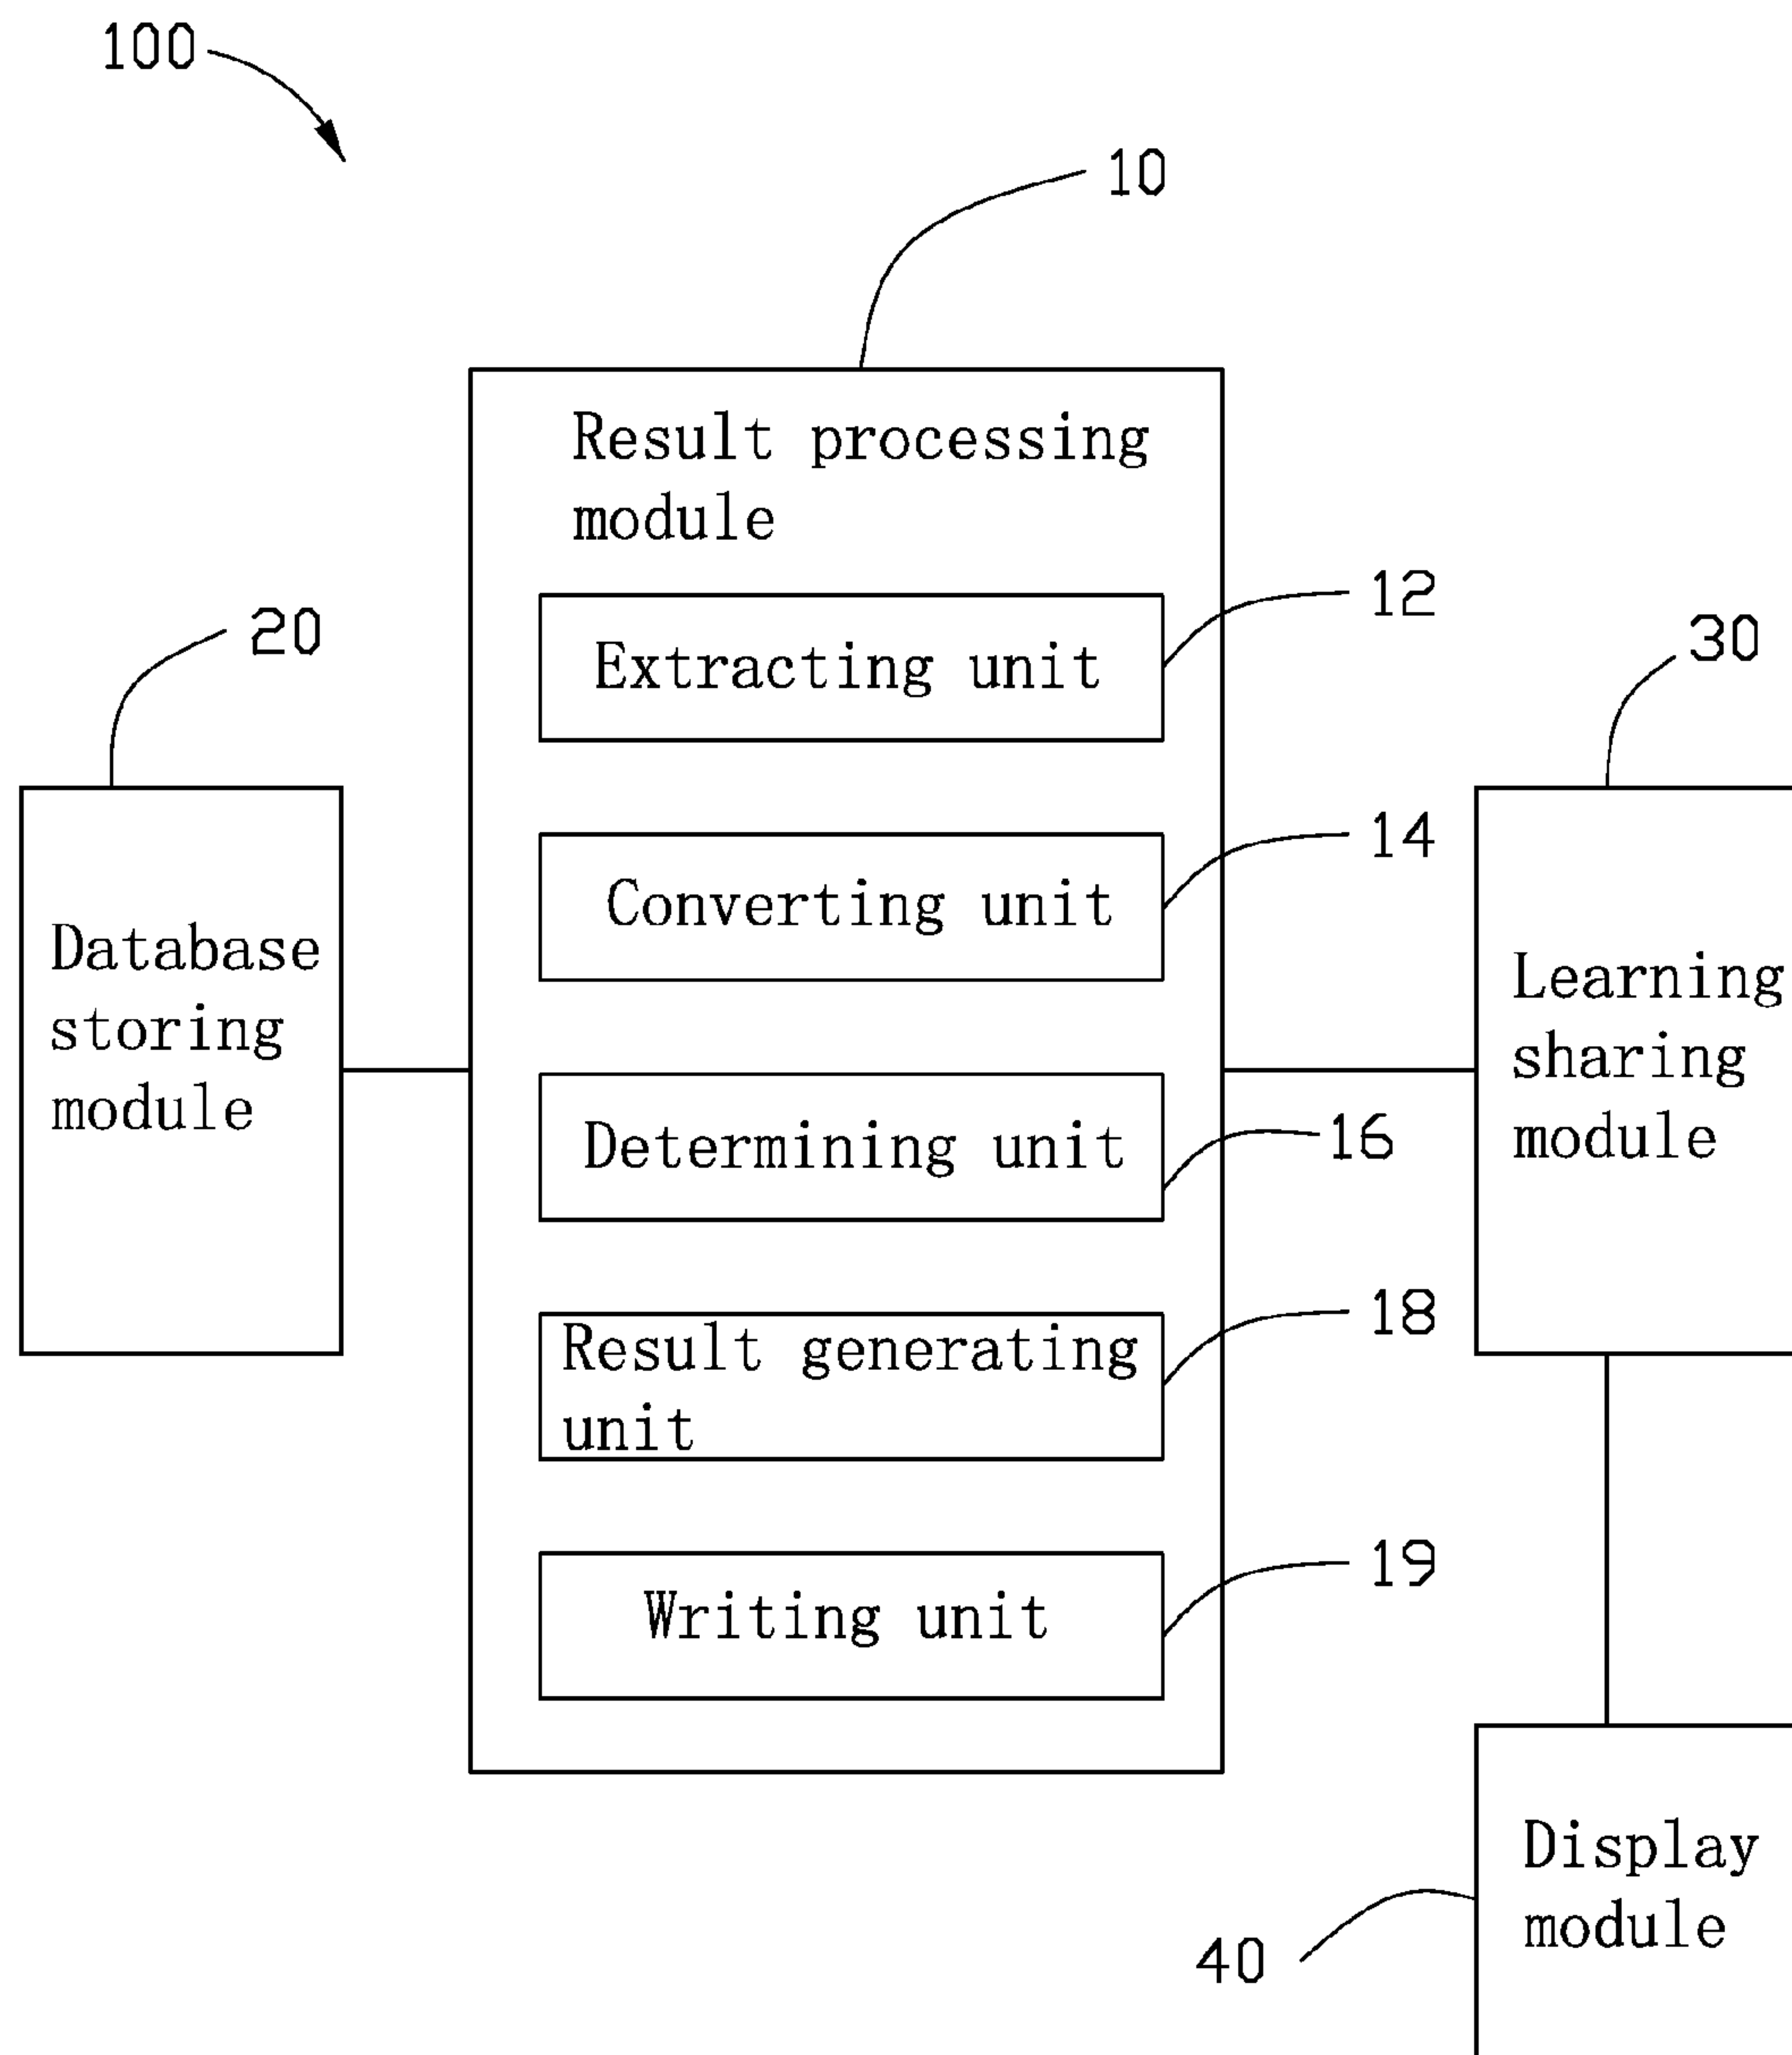 100
10
Result processing
module
12
Extracting unit
20
30
14
Converting unit
Database
storing
module
Learning
sharing
module
Determining unit
16
18
Result generating
unit
19
Writing unit
Display
module
40